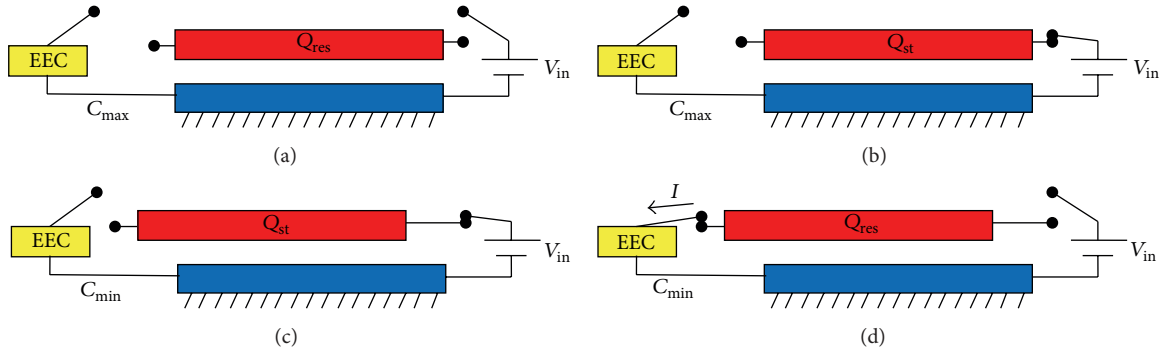 Q_res
EEC
V_in
C_max
(a)
Q_st
EEC
V_in
C_max
(b)
Q_st
EEC
V_in
C_min
(c)
I
Q_res
EEC
V_in
C_min
(d)